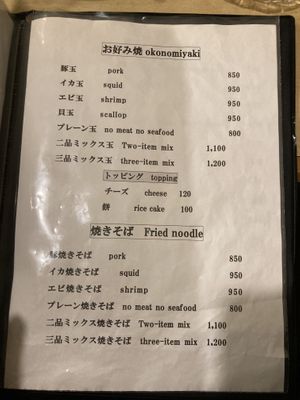 お好み焼 okonomiyaki
豚玉 pork 850
イカ玉 squid 950
エビ玉 shrimp 950
貝玉 scallop 950
プレーン玉 no meat no seafood 800
二品ミックス玉 Two-item mix 1,100
三品ミックス玉 three-item mix 1,200
トッピング topping
チーズ cheese 120
餅 rice cake 100
焼きそば Fried noodle
豚焼きそば pork 850
イカ焼きそば squid 950
エビ焼きそば shrimp 950
プレーン焼きそば no meat no seafood 800
二品ミックス焼きそば Two-item mix 1,100
三品ミックス焼きそば three-item mix 1,200